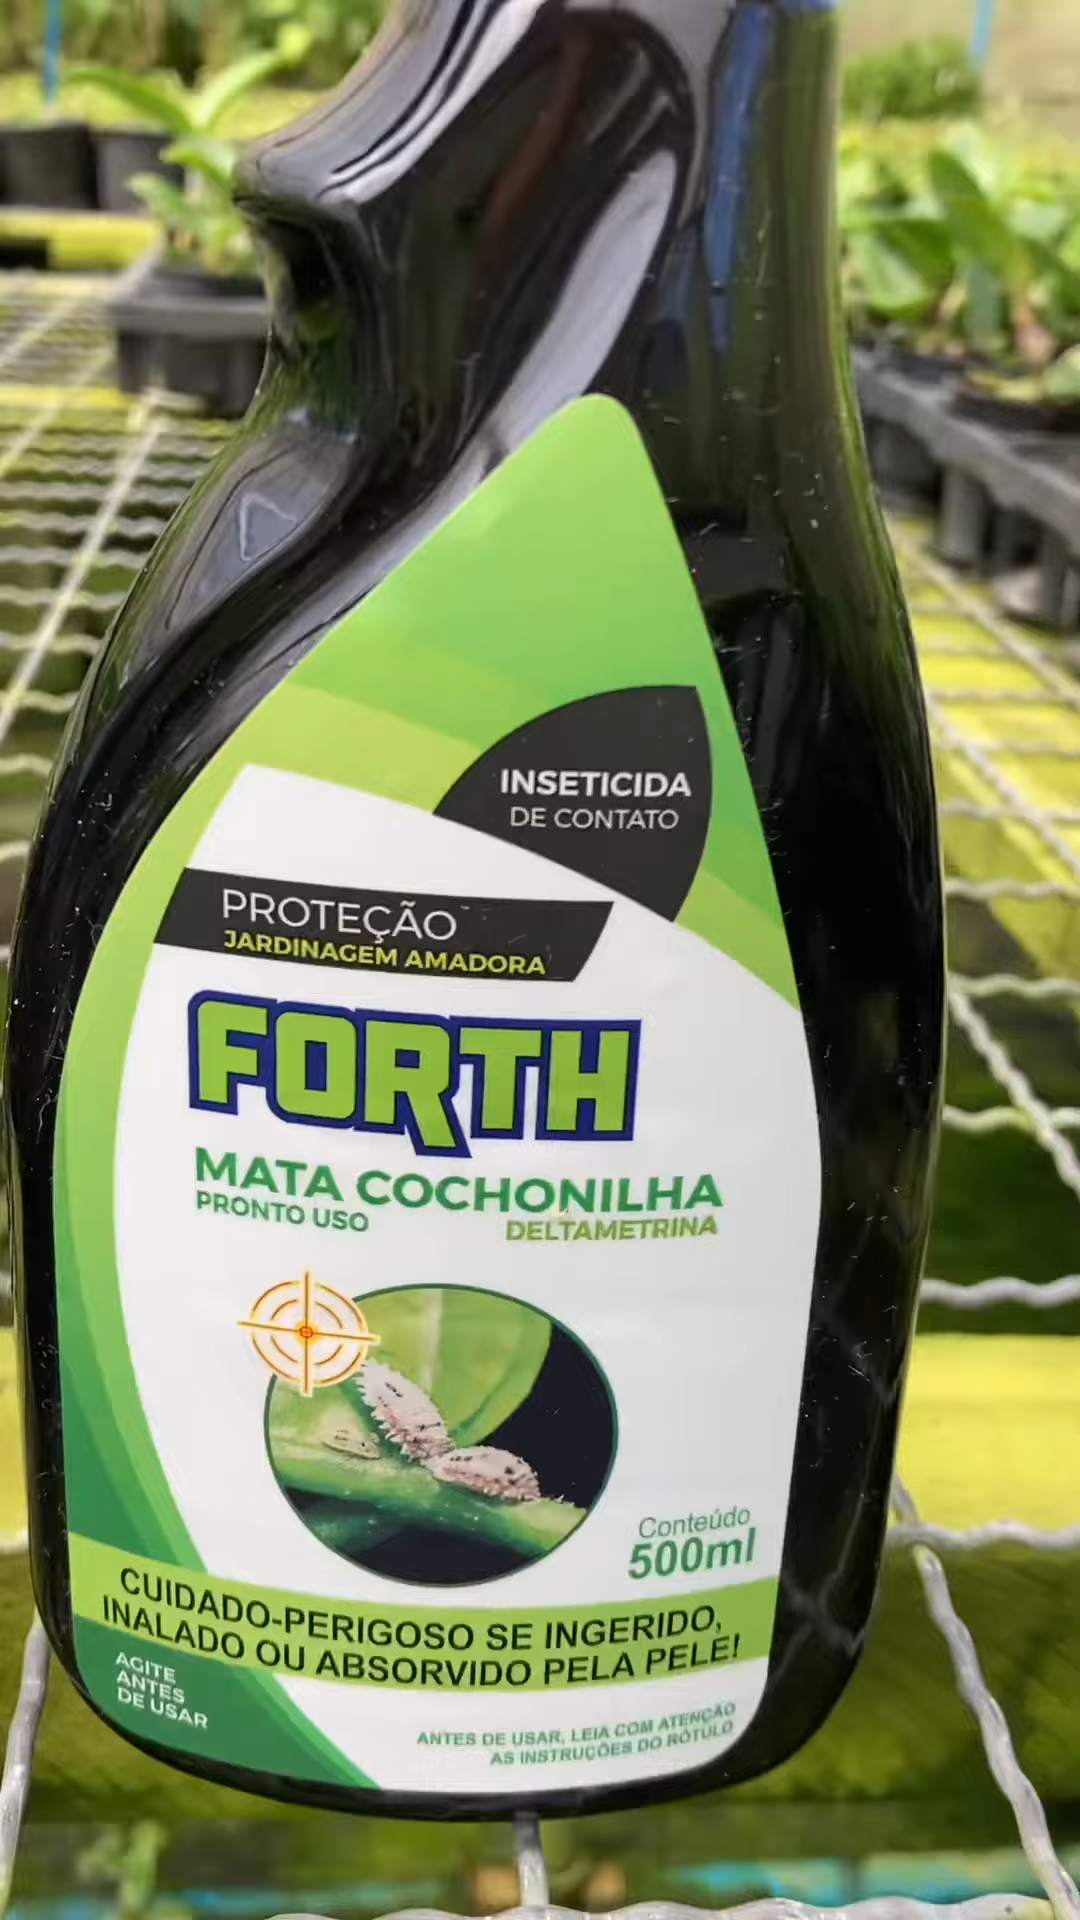 INSETICIDA
DE CONTATO
PROTEÇÃO
JARDINAGEM AMADORA
FORTH
MATA COCHONILHA
PRONTO USO
DELTAMETRINA
Conteúdo
500ml
CUIDADO-PERIGOSO SE INGERIDO,
INALADO OU ABSORVIDO PELA PELE!
AGITE
ANTES
DE USAR
ANTES DE USAR, LEIA COM ATENÇÃO
AS INSTRUÇÕES DO RÓTULO